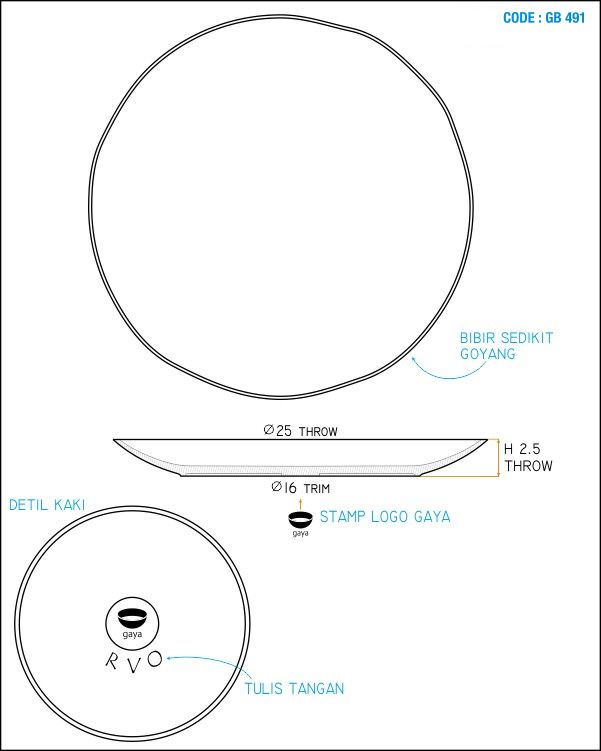 CODE : GB 491
BIBIR SEDIKIT
GOYANG
Ø25 THROW
H 2.5
THROW
Ø16 TRIM
STAMP LOGO GAYA
gaya
DETIL KAKI
gaya
RVO
TULIS TANGAN